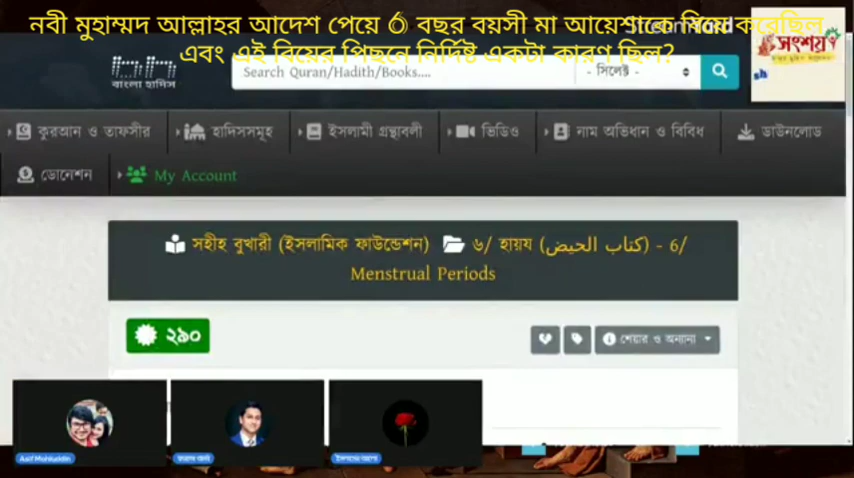 নবী মুহাম্মদ আল্লাহর আদেশ পেয়ে 6 বছর বয়সী মা আয়েশাকে বিয়ে করেছিল
এবং এই বিয়ের পিছনে নির্দিষ্ট একটা কারণ ছিল?
StreamYard
সংশয়
বাংলা হাদিস
Search Quran/Hadith/Books....
- সিলেক্ট -
কুরআন ও তাফসীর
হাদিসসমূহ
ইসলামী গ্রন্থাবলী
ভিডিও
নাম অভিধান ও বিবিধ
ডাউনলোড
ডোনেশন
My Account
সহীহ বুখারী (ইসলামিক ফাউন্ডেশন) ৬/ হায়য (كتاب الحيض) - 6/
Menstrual Periods
২৯০
শেয়ার ও অন্যান্য
Asif Mohiuddin